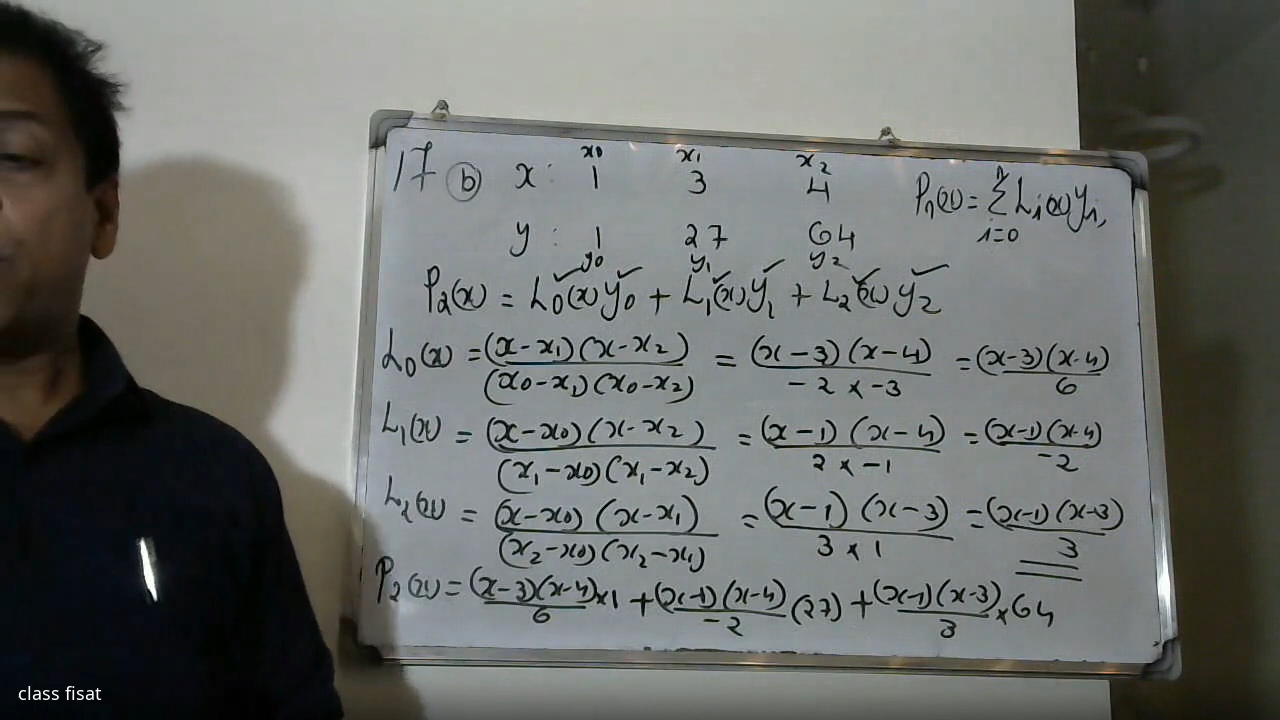 x₀ x₁ x₂
17 (b) x : 1 3 4 Pₙ(x) = Σ Lᵢ(x)yᵢ,
n
i=0
y : 1 27 64
y₀ y₁ y₂
P₂(x) = L₀(x)y₀ + L₁(x)y₁ + L₂(x)y₂
L₀(x) = (x-x₁)(x-x₂)/(x₀-x₁)(x₀-x₂) = (x-3)(x-4)/-2 x -3 = (x-3)(x-4)/6
L₁(x) = (x-x₀)(x-x₂)/(x₁-x₀)(x₁-x₂) = (x-1)(x-4)/2 x -1 = (x-1)(x-4)/-2
L₂(x) = (x-x₀)(x-x₁)/(x₂-x₀)(x₂-x₁) = (x-1)(x-3)/3 x 1 = (x-1)(x-3)/3
P₂(x) = (x-3)(x-4)/6 x 1 + (x-1)(x-4)/-2 (27) + (x-1)(x-3)/3 x 64
class fisat